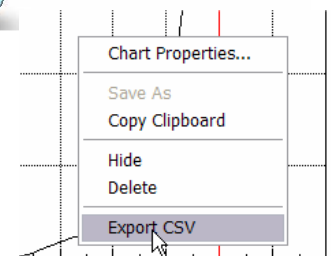 Chart Properties...
Save As
Copy Clipboard
Hide
Delete
Export CSV